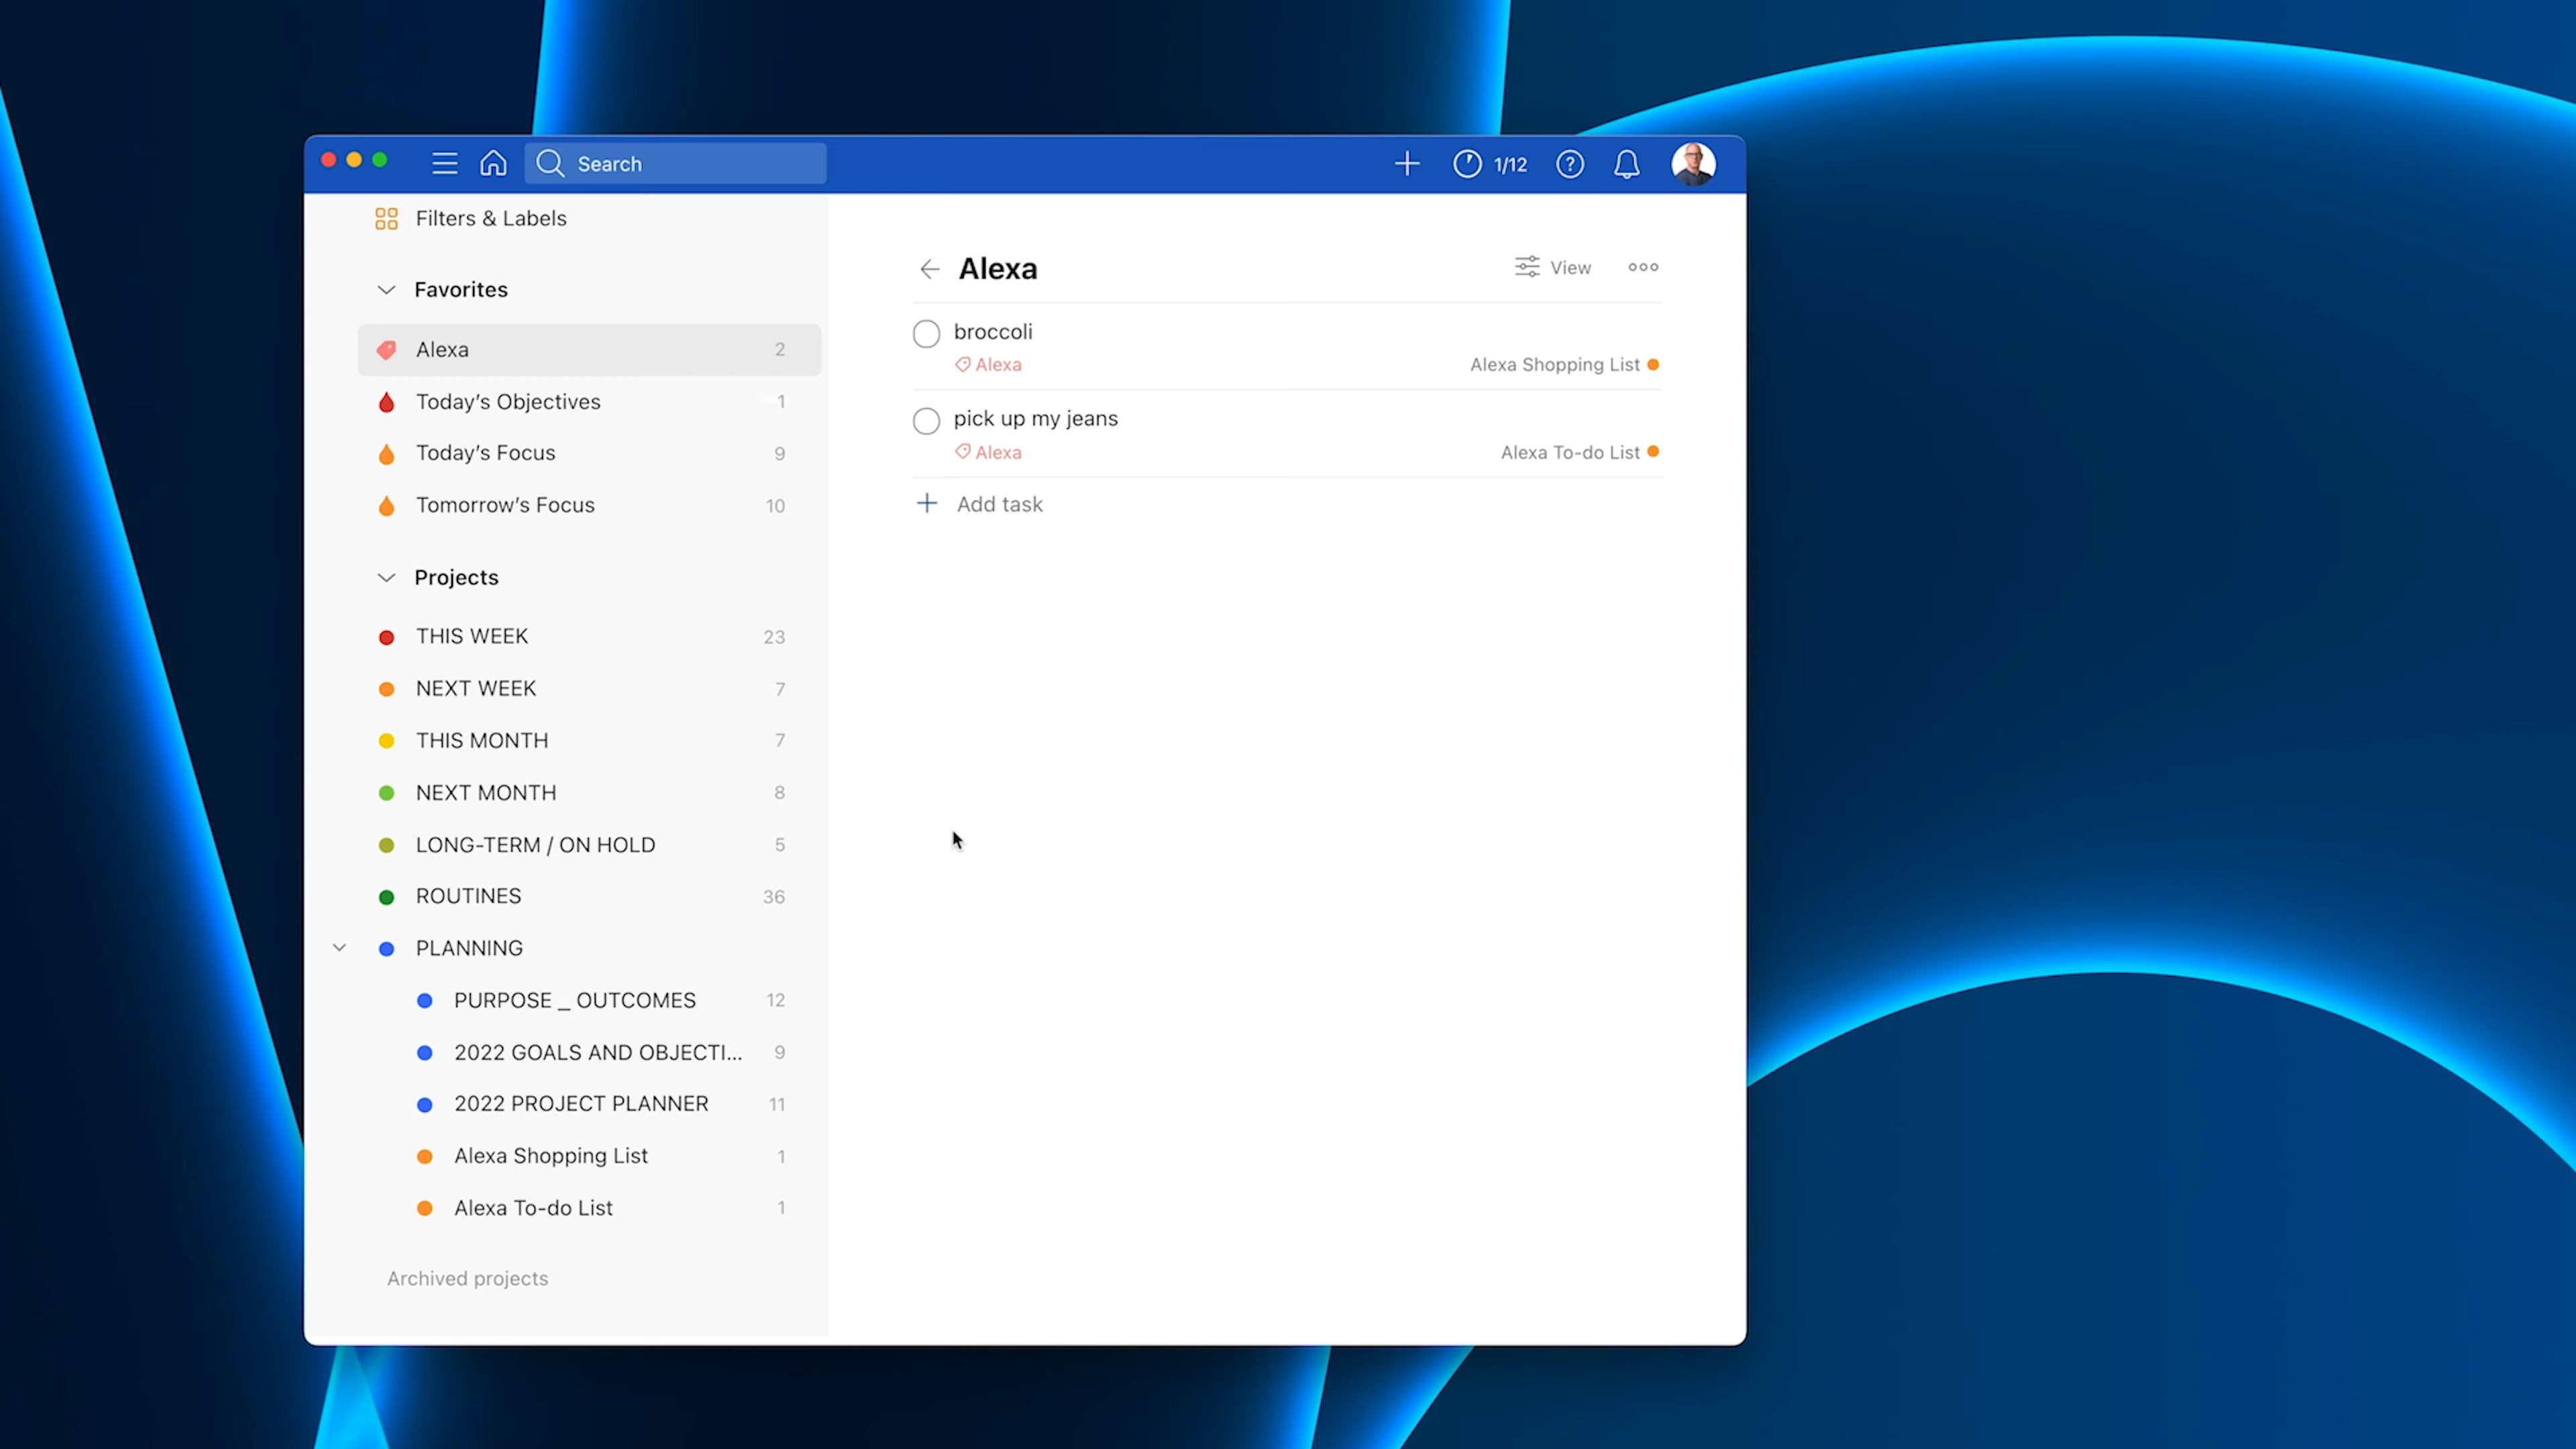 Search
1/12
Filters & Labels
Favorites
Alexa 2
Today's Objectives 1
Today's Focus 9
Tomorrow's Focus 10
Projects
THIS WEEK 23
NEXT WEEK 7
THIS MONTH 7
NEXT MONTH 8
LONG-TERM / ON HOLD 5
ROUTINES 36
PLANNING
PURPOSE _ OUTCOMES 12
2022 GOALS AND OBJECTI... 9
2022 PROJECT PLANNER 11
Alexa Shopping List 1
Alexa To-do List 1
Archived projects
Alexa
View
broccoli
Alexa Alexa Shopping List
pick up my jeans
Alexa Alexa To-do List
Add task